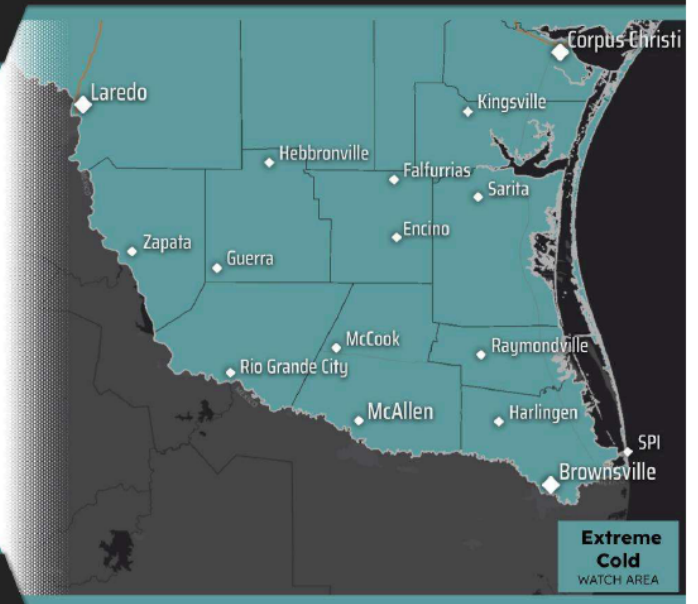 Corpus Christi
Laredo
Kingsville
Hebbronville
Falfurrias
Sarita
Encino
Zapata
Guerra
McCook
Raymondville
Rio Grande City
McAllen
Harlingen
SPI
Brownsville
Extreme
Cold
WATCH AREA